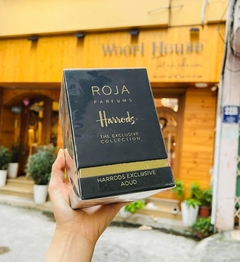 Woori House
ROJA
PARFUMS
Harrods
THE EXCLUSIVE
COLLECTION
HARRODS EXCLUSIVE
AOUD